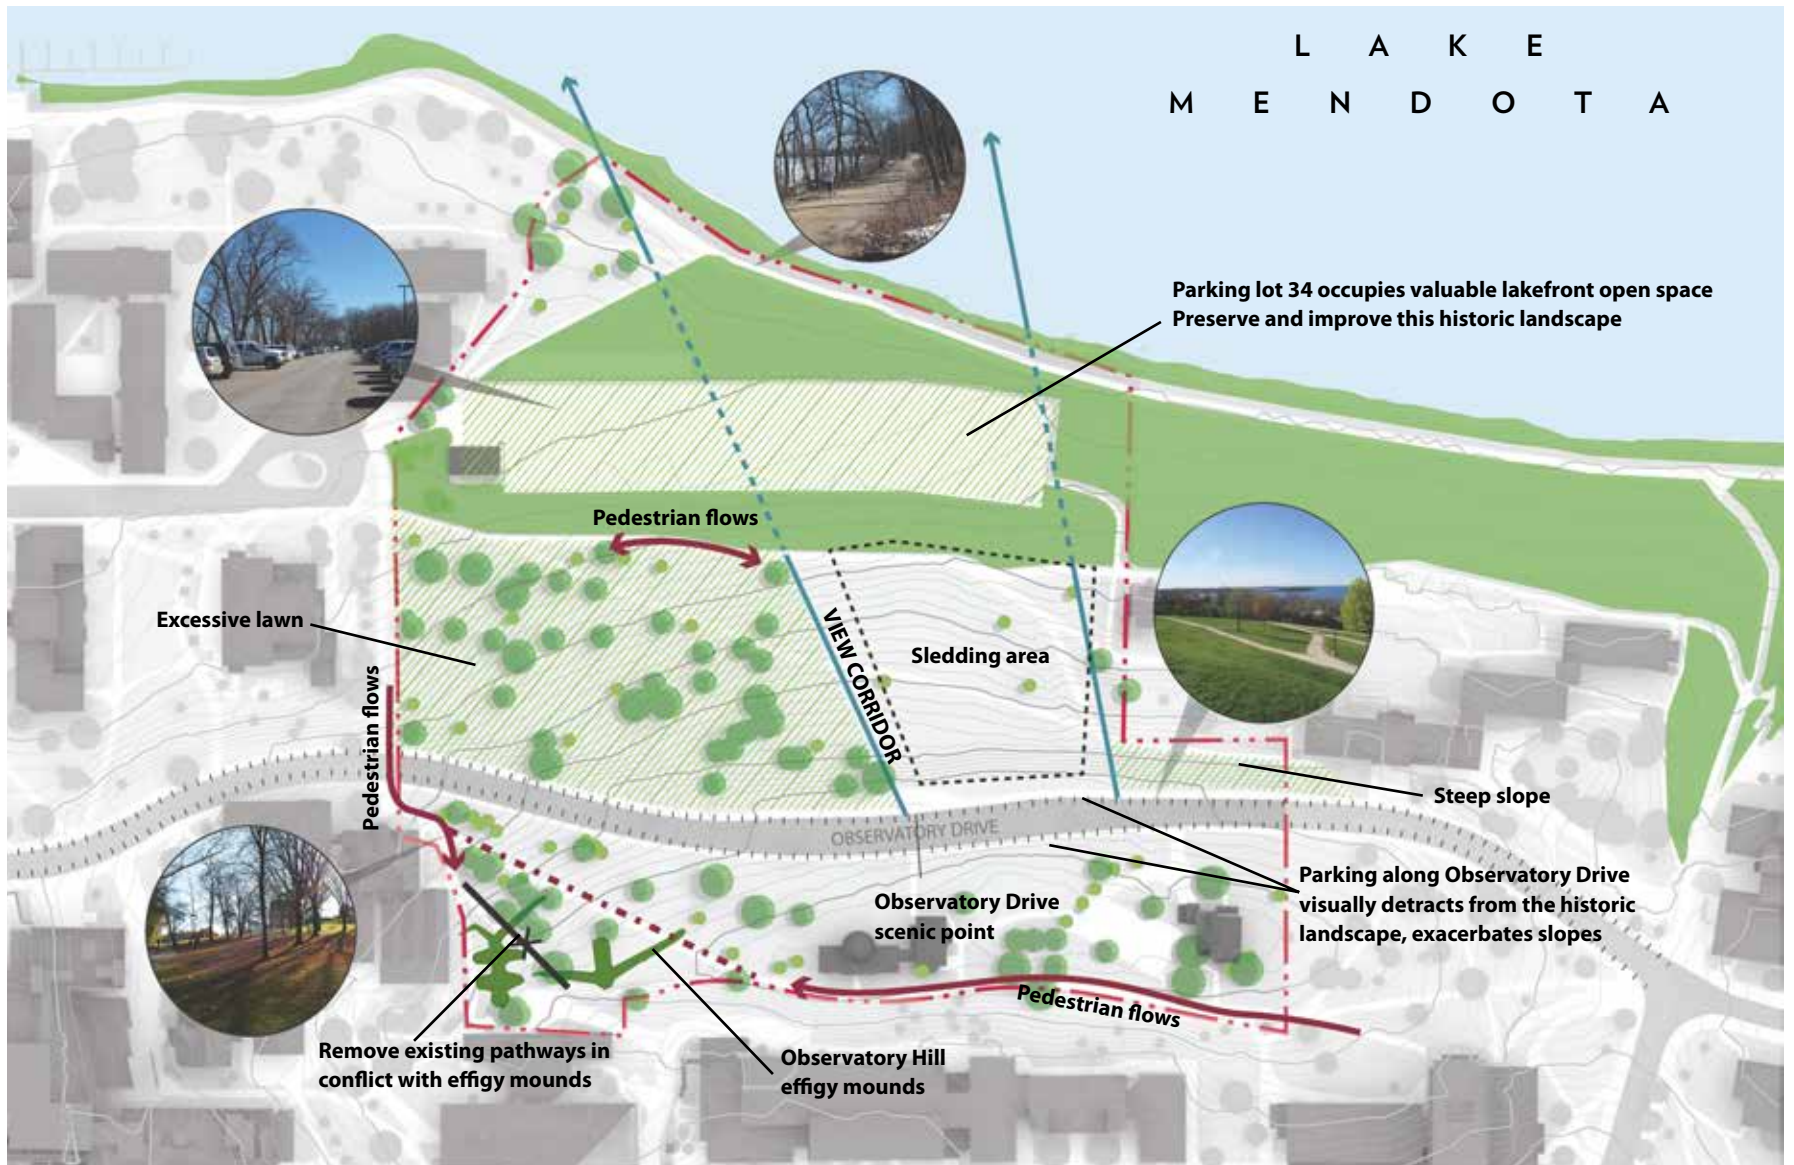 L A K E
M E N D O T A
Parking lot 34 occupies valuable lakefront open space
Preserve and improve this historic landscape
Pedestrian flows
Excessive lawn
VIEW CORRIDOR
Sledding area
Pedestrian flows
Steep slope
OBSERVATORY DRIVE
Parking along Observatory Drive
visually detracts from the historic
landscape, exacerbates slopes
Observatory Drive
scenic point
Pedestrian flows
Remove existing pathways in
conflict with effigy mounds
Observatory Hill
effigy mounds